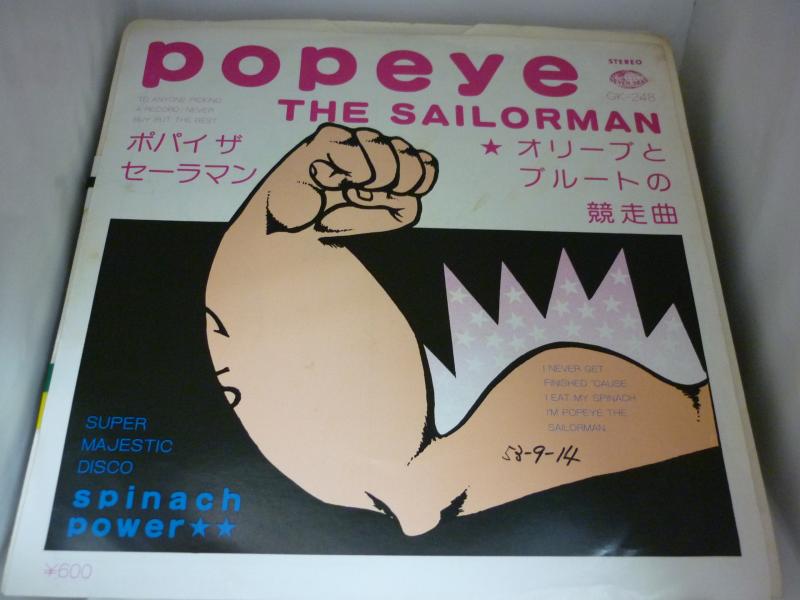 popeye
THE SAILORMAN
STEREO
SEVEN SEAS
GK-248
TO ANYONE PICKING
A RECORD: NEVER
BUY BUT THE BEST
ポパイ ザ
セーラマン
★ オリーブと
ブルートの
競走曲
I NEVER GET
FINISHED 'CAUSE
I EAT MY SPINACH
I'M POPEYE THE
SAILORMAN
53-9-14
SUPER
MAJESTIC
DISCO
spinach
power★★
¥600